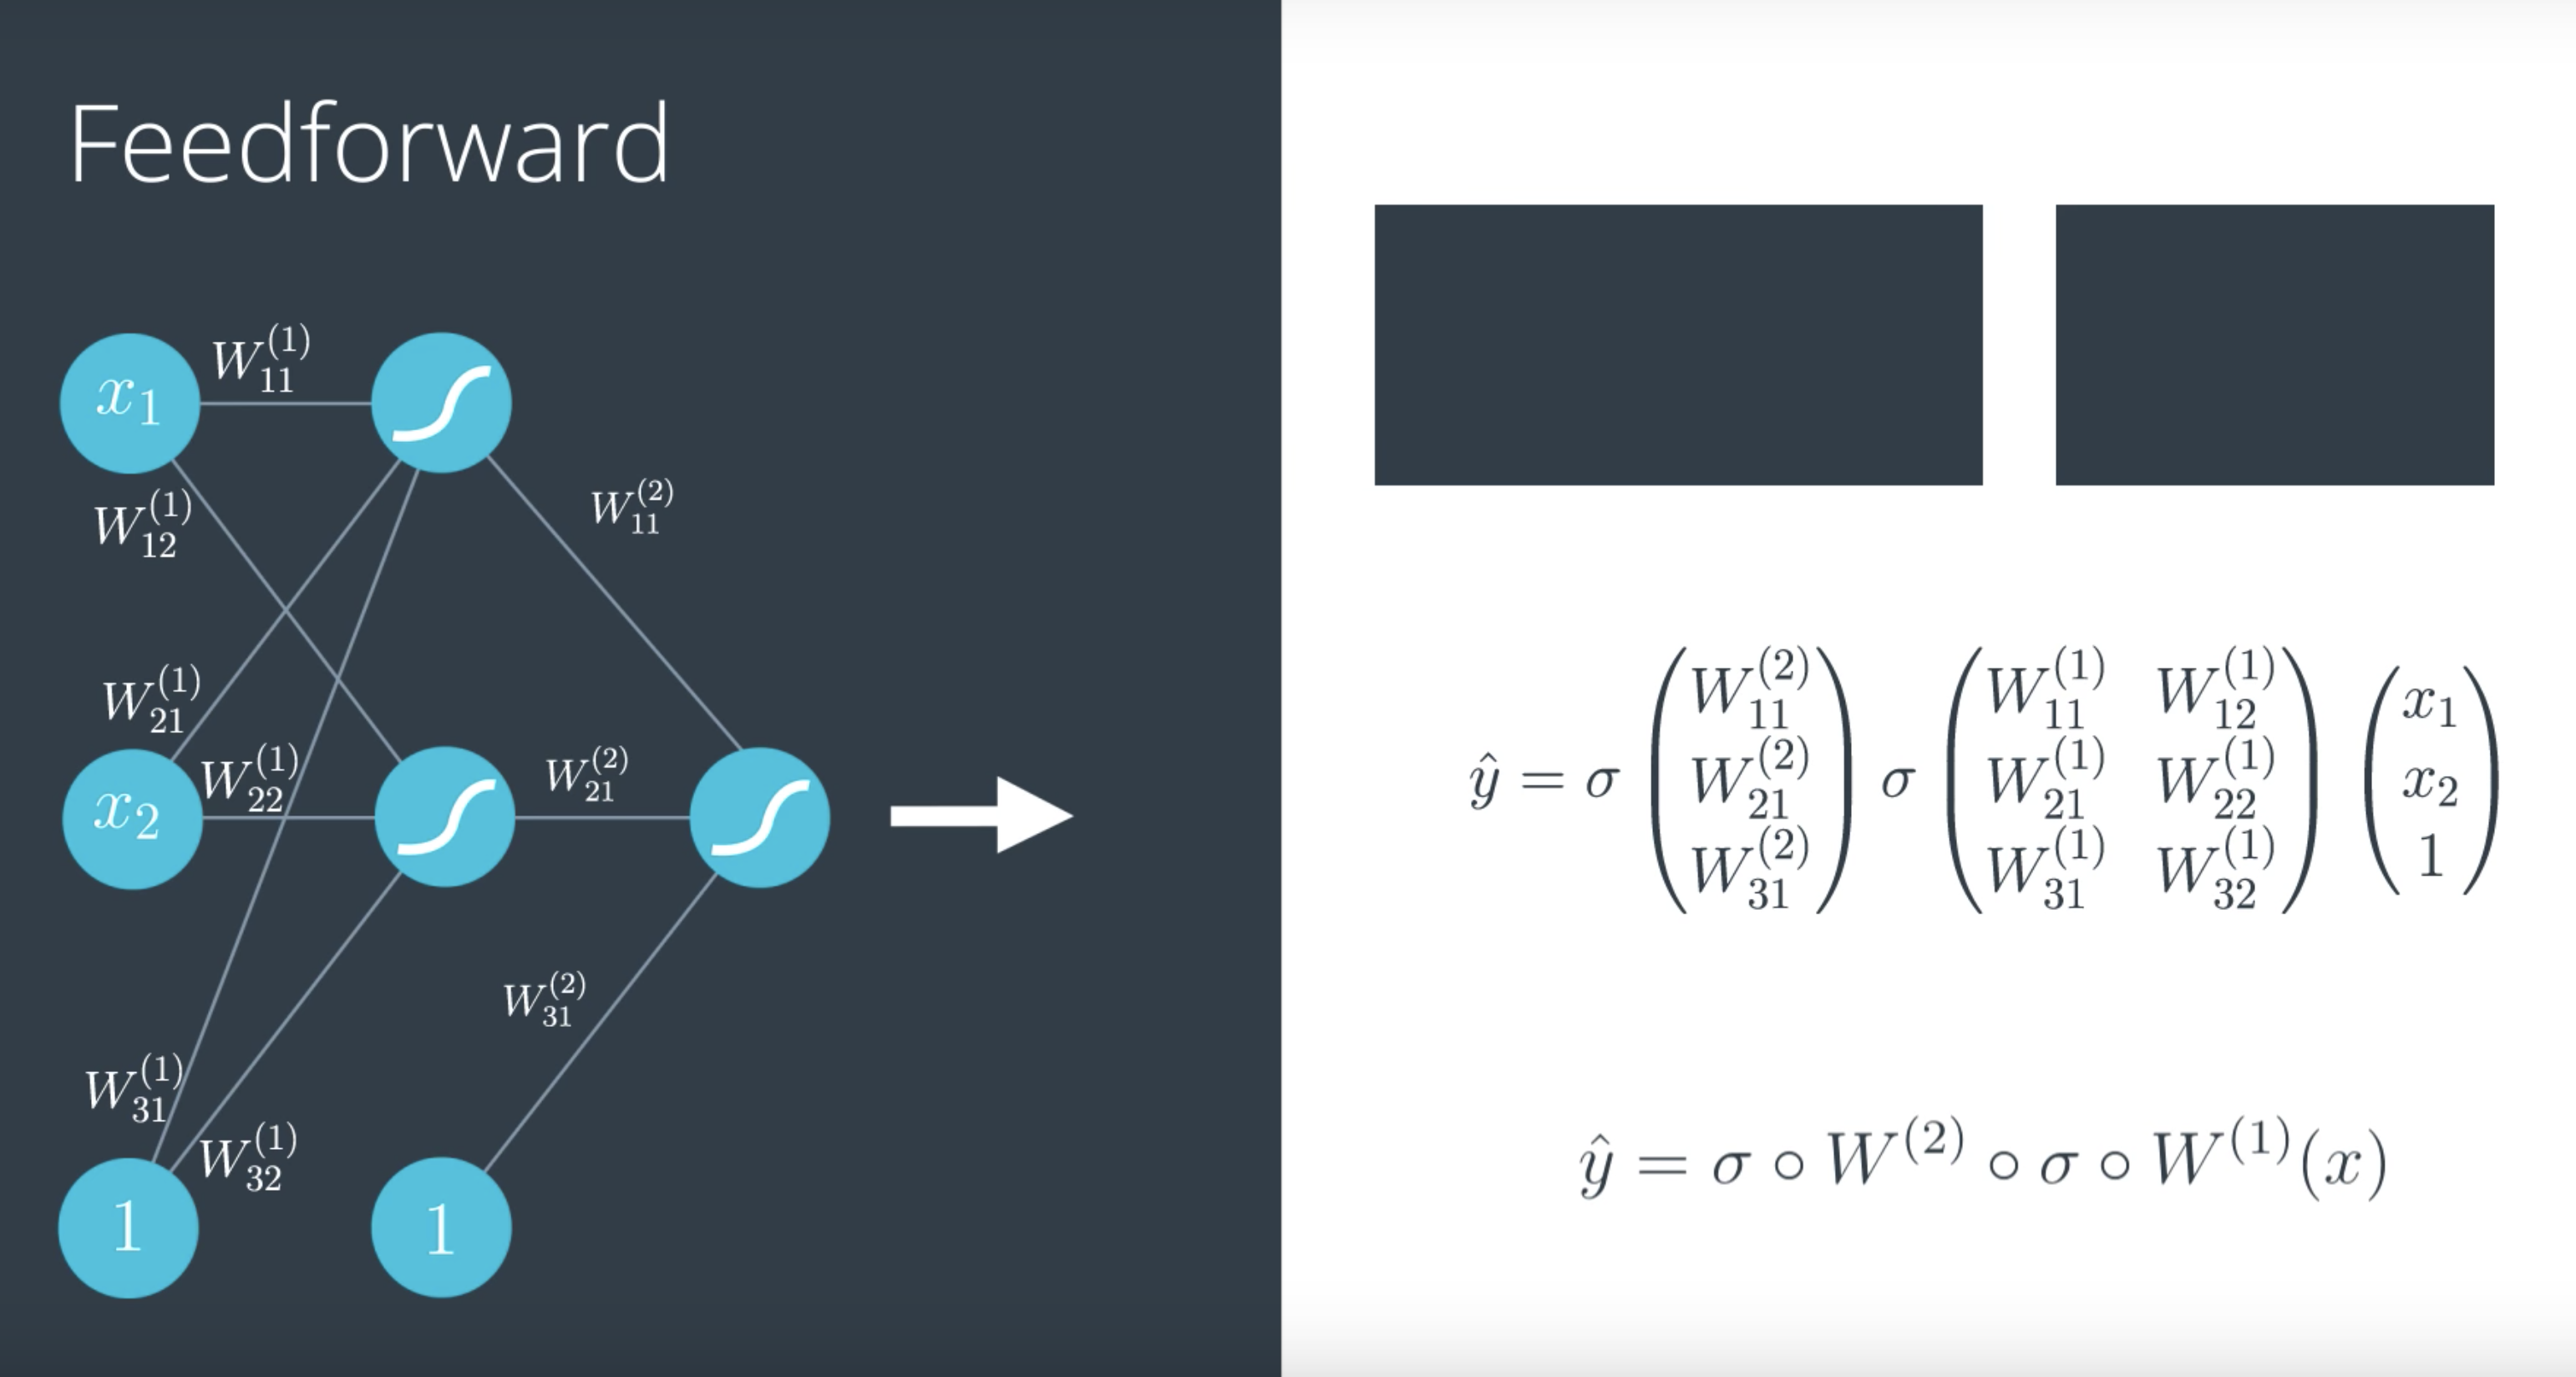 Feedforward
x_1
W_{11}^{(1)}
W_{12}^{(1)}
W_{11}^{(2)}
W_{21}^{(1)}
x_2
W_{22}^{(1)}
W_{21}^{(2)}
W_{31}^{(1)}
W_{32}^{(1)}
W_{31}^{(2)}
1
1
\hat{y} = \sigma \begin{pmatrix} W_{11}^{(2)} \\ W_{21}^{(2)} \\ W_{31}^{(2)} \end{pmatrix} \sigma \begin{pmatrix} W_{11}^{(1)} & W_{12}^{(1)} \\ W_{21}^{(1)} & W_{22}^{(1)} \\ W_{31}^{(1)} & W_{32}^{(1)} \end{pmatrix} \begin{pmatrix} x_1 \\ x_2 \\ 1 \end{pmatrix}
\hat{y} = \sigma \circ W^{(2)} \circ \sigma \circ W^{(1)}(x)